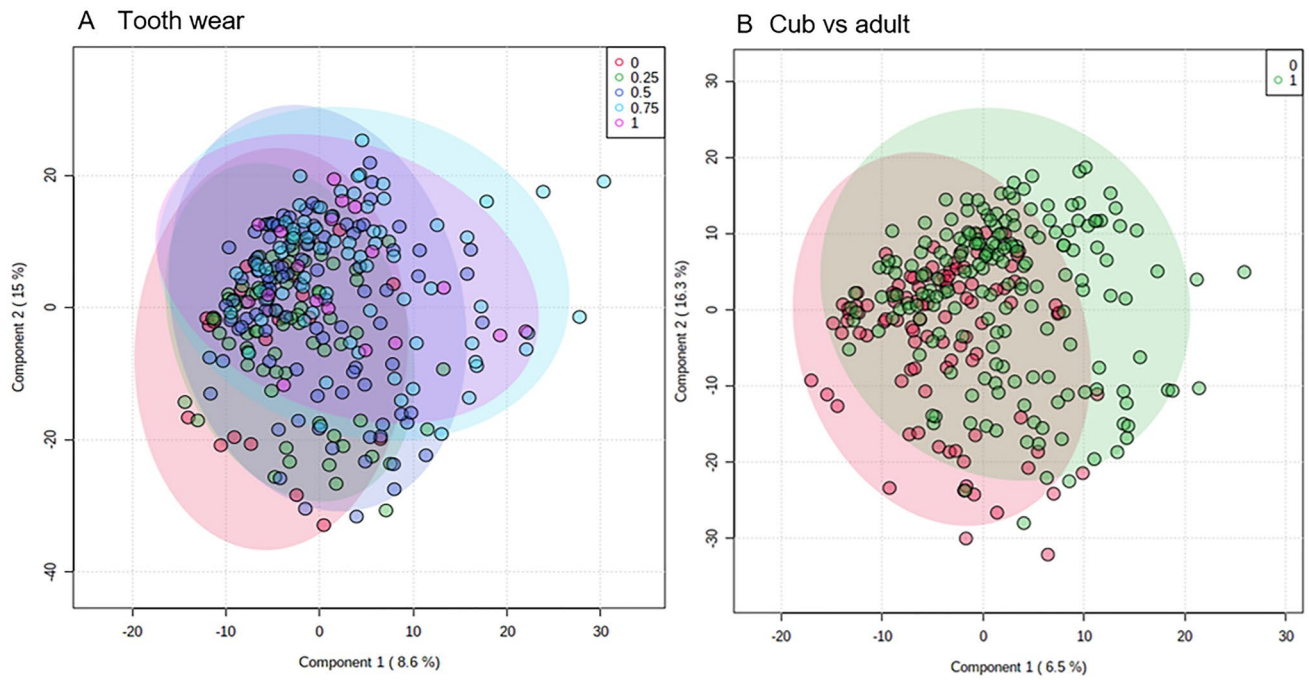 A Tooth wear
0
0.25
0.5
0.75
1
20
0
20
-40
Component 2 ( 15 %)
-20 -10 0 10 20 30
Component 1 ( 8.6 %)
B Cub vs adult
0
1
30
20
10
0
-10
-20
-30
Component 2 ( 16.3 %)
-20 -10 0 10 20 30
Component 1 ( 6.5 %)